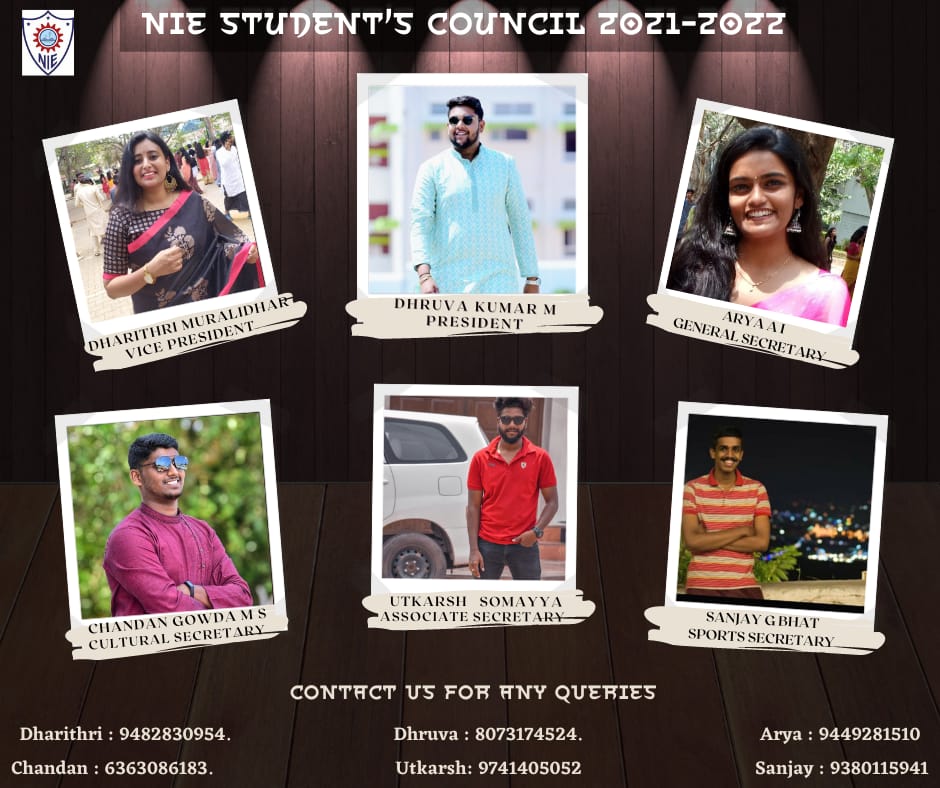 NIE STUDENT'S COUNCIL 2021-2022
NIE
DHARITHRI MURALIDHAR
VICE PRESIDENT
DHRUVA KUMAR M
PRESIDENT
ARYA A I
GENERAL SECRETARY
CHANDAN GOWDA M S
CULTURAL SECRETARY
UTKARSH SOMAYYA
ASSOCIATE SECRETARY
SANJAY G BHAT
SPORTS SECRETARY
CONTACT US FOR ANY QUERIES
Dharithri : 9482830954.
Dhruva : 8073174524.
Arya : 9449281510
Chandan : 6363086183.
Utkarsh: 9741405052
Sanjay : 9380115941